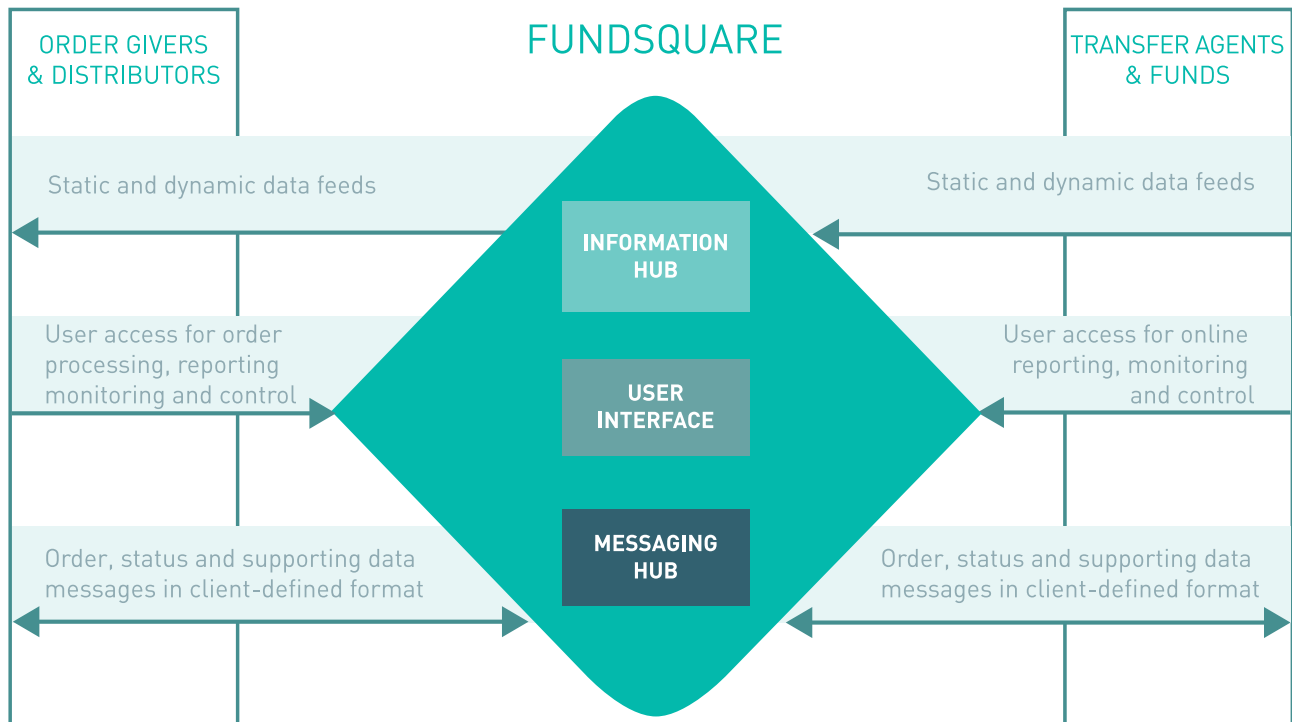 ORDER GIVERS
& DISTRIBUTORS
FUNDSQUARE
TRANSFER AGENTS
& FUNDS
Static and dynamic data feeds
Static and dynamic data feeds
INFORMATION
HUB
User access for order
processing, reporting
monitoring and control
USER
INTERFACE
User access for online
reporting, monitoring
and control
Order, status and supporting data
messages in client-defined format
MESSAGING
HUB
Order, status and supporting data
messages in client-defined format